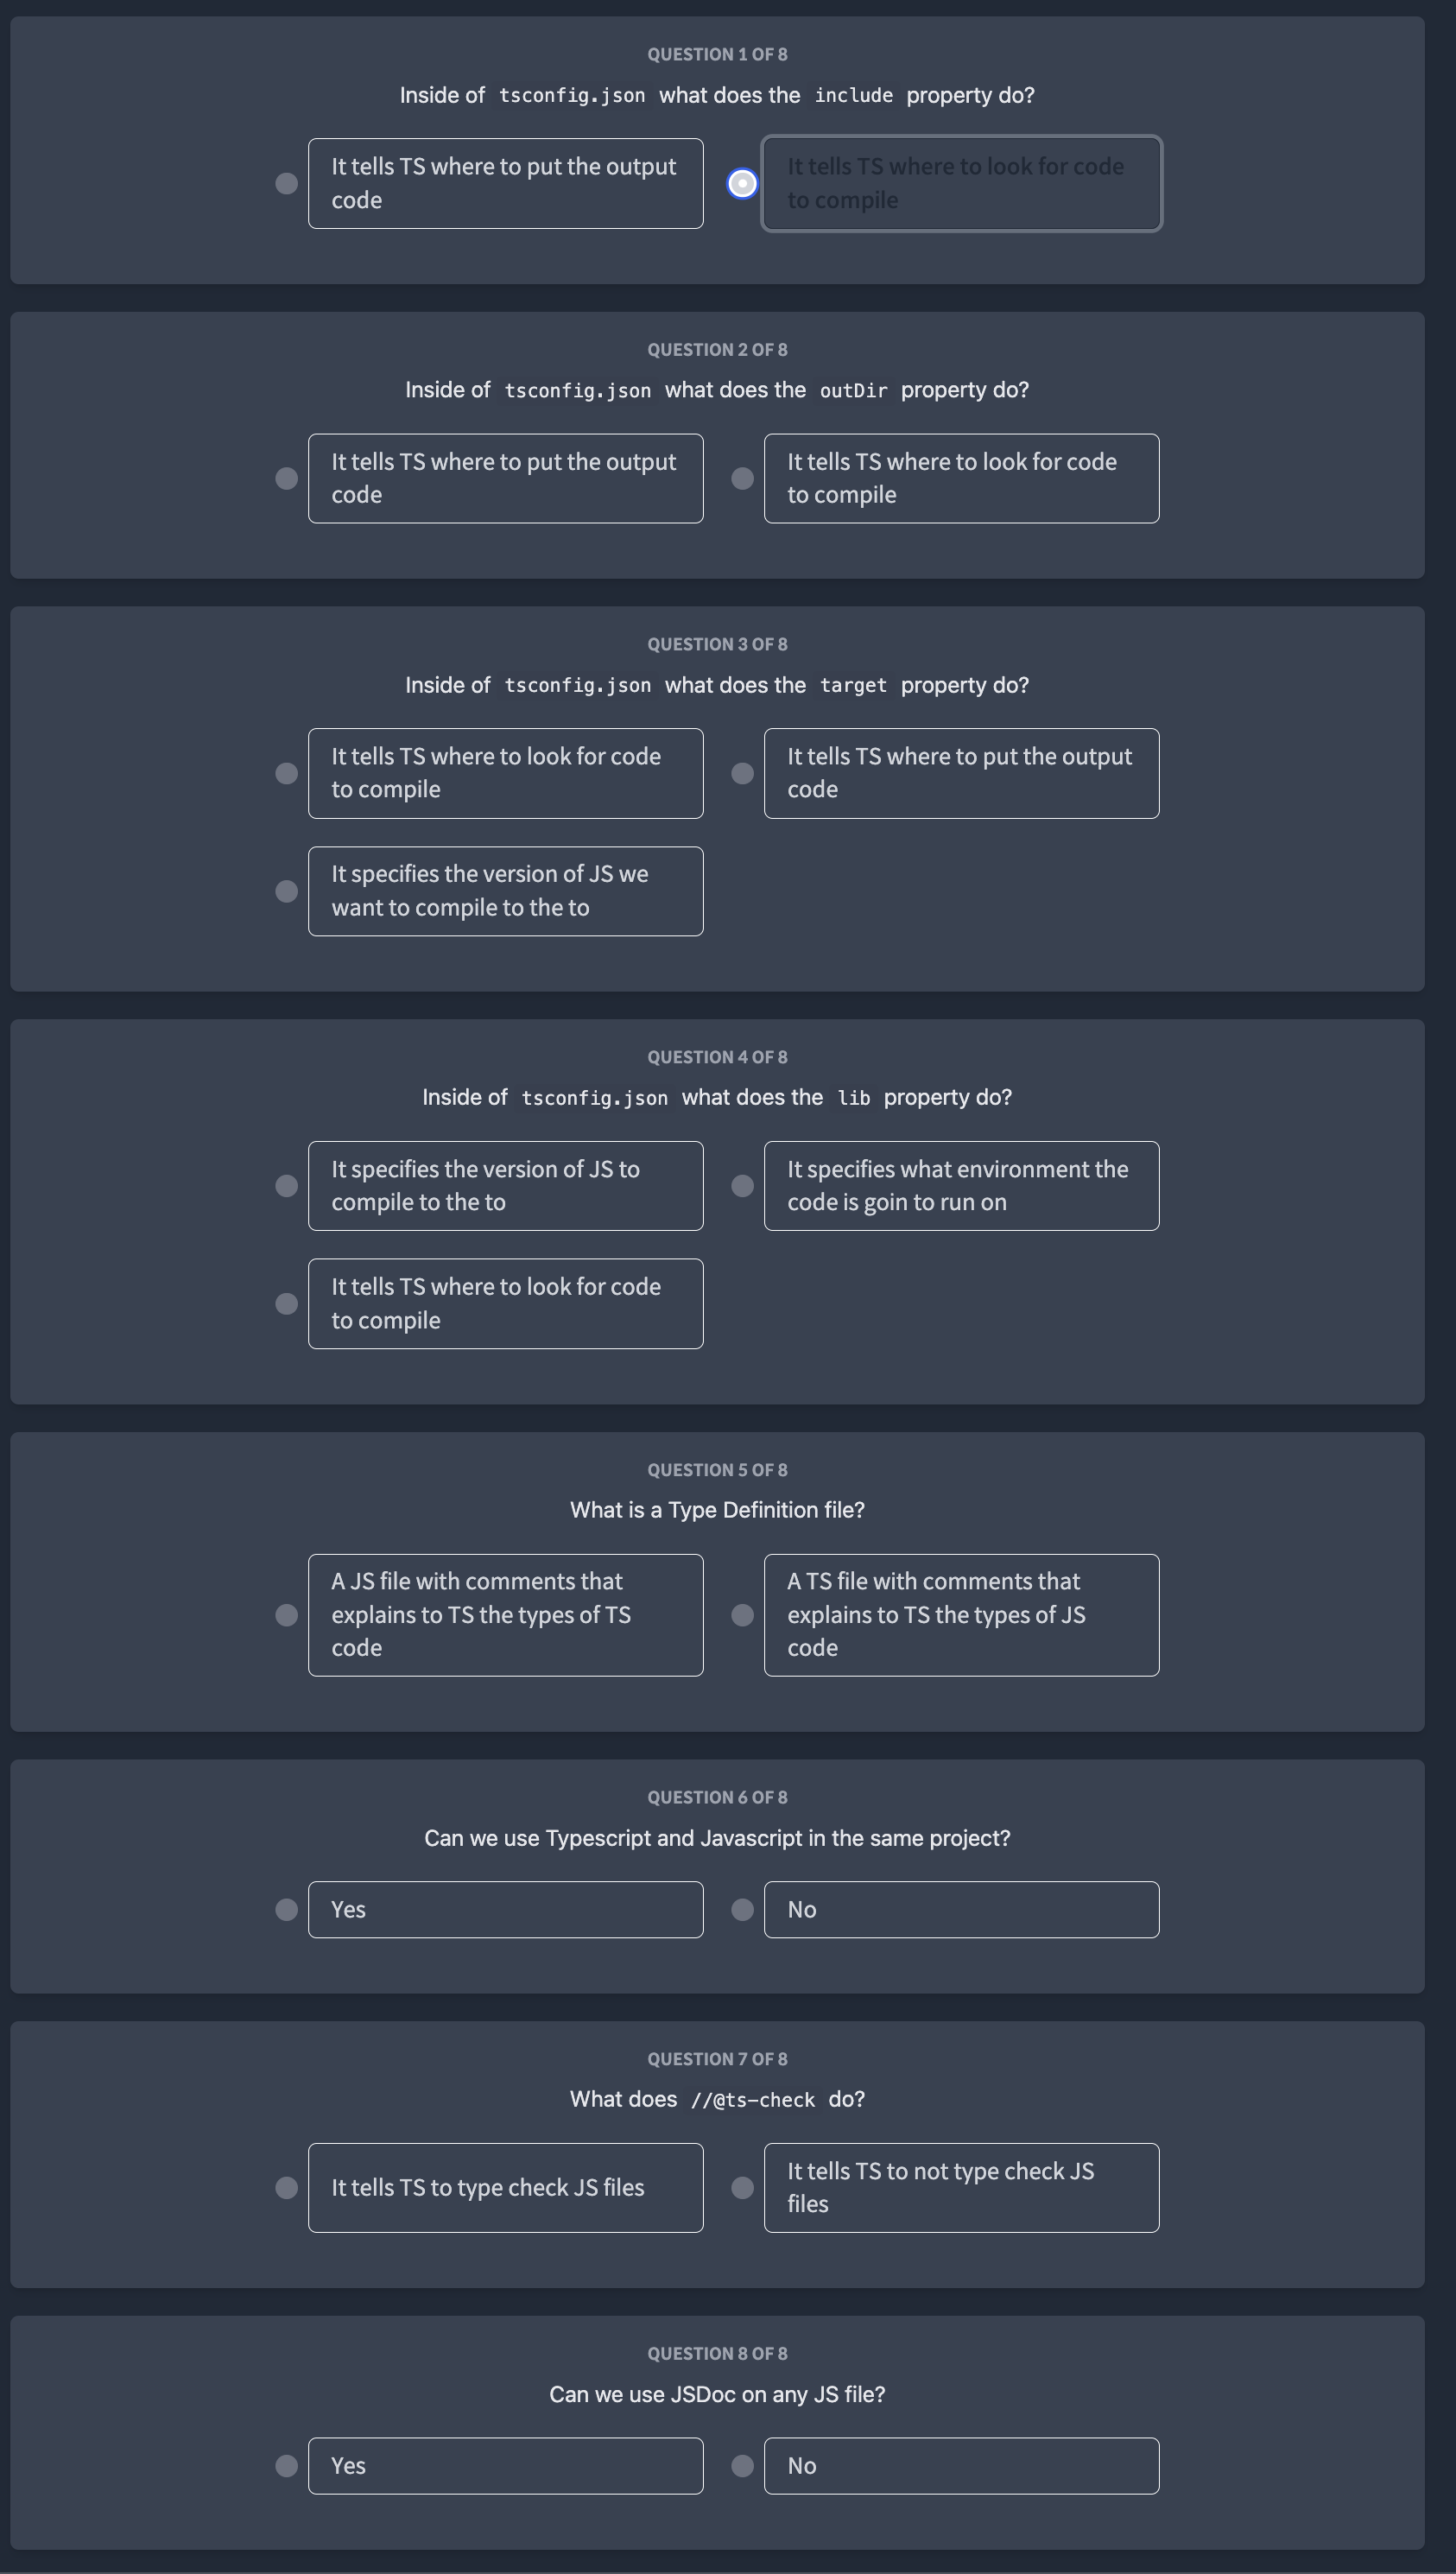 QUESTION 1 OF 8
Inside of tsconfig.json what does the include property do?
It tells TS where to put the output
code
It tells TS where to look for code
to compile
QUESTION 2 OF 8
Inside of tsconfig.json what does the outDir property do?
It tells TS where to put the output
code
It tells TS where to look for code
to compile
QUESTION 3 OF 8
Inside of tsconfig.json what does the target property do?
It tells TS where to look for code
to compile
It tells TS where to put the output
code
It specifies the version of JS we
want to compile to the to
QUESTION 4 OF 8
Inside of tsconfig.json what does the lib property do?
It specifies the version of JS to
compile to the to
It specifies what environment the
code is goin to run on
It tells TS where to look for code
to compile
QUESTION 5 OF 8
What is a Type Definition file?
A JS file with comments that
explains to TS the types of TS
code
A TS file with comments that
explains to TS the types of JS
code
QUESTION 6 OF 8
Can we use Typescript and Javascript in the same project?
Yes
No
QUESTION 7 OF 8
What does //@ts-check do?
It tells TS to type check JS files
It tells TS to not type check JS
files
QUESTION 8 OF 8
Can we use JSDoc on any JS file?
Yes
No